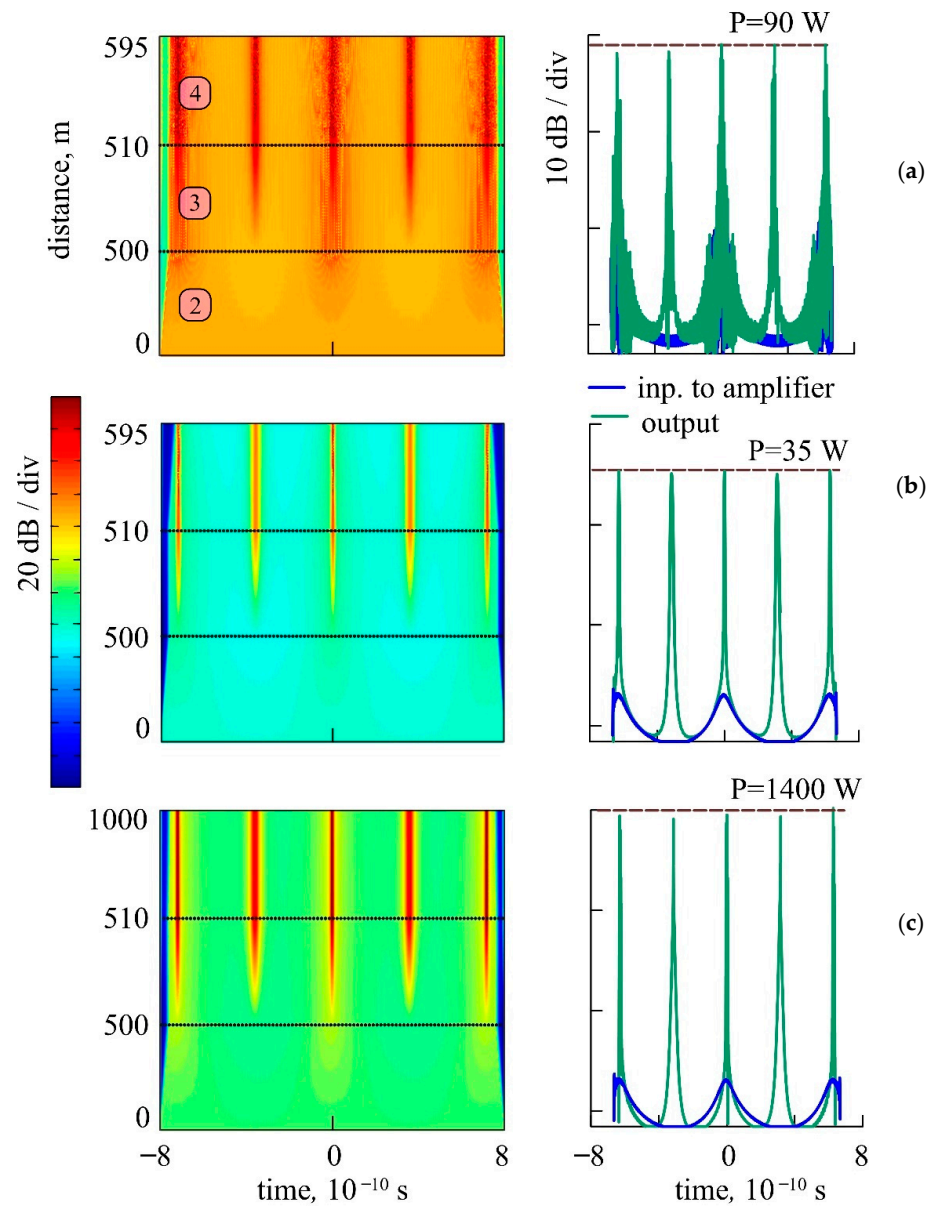 P=90 W
595
4
510
3
500
2
0
distance, m
10 dB / div
(a)
inp. to amplifier
output
P=35 W
595
510
500
0
20 dB / div
(b)
P=1400 W
1000
510
500
0
(c)
−8 0 8
time, 10⁻¹⁰ s
−8 0 8
time, 10⁻¹⁰ s